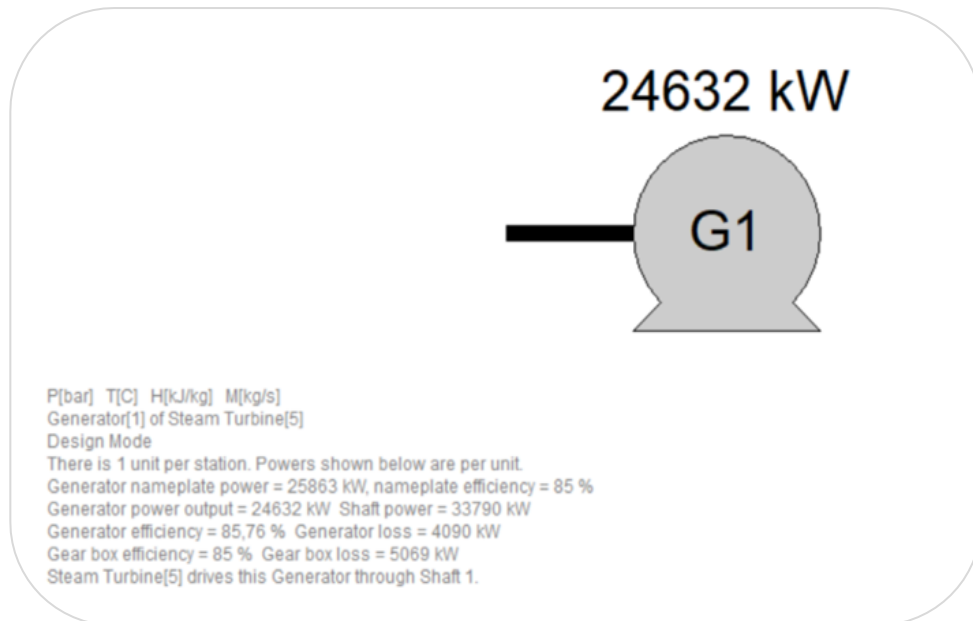 24632 kW
G1
P[bar] T[C] H[kJ/kg] M[kg/s]
Generator[1] of Steam Turbine[5]
Design Mode
There is 1 unit per station. Powers shown below are per unit.
Generator nameplate power = 25863 kW, nameplate efficiency = 85 %
Generator power output = 24632 kW Shaft power = 33790 kW
Generator efficiency = 85,76 % Generator loss = 4090 kW
Gear box efficiency = 85 % Gear box loss = 5069 kW
Steam Turbine[5] drives this Generator through Shaft 1.